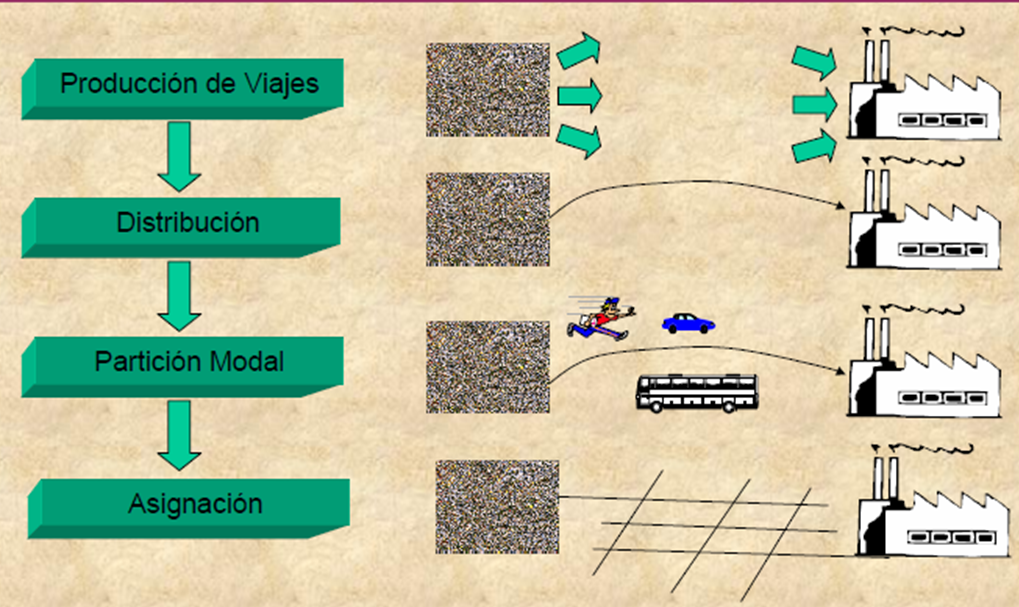 Producción de Viajes
Distribución
Partición Modal
Asignación